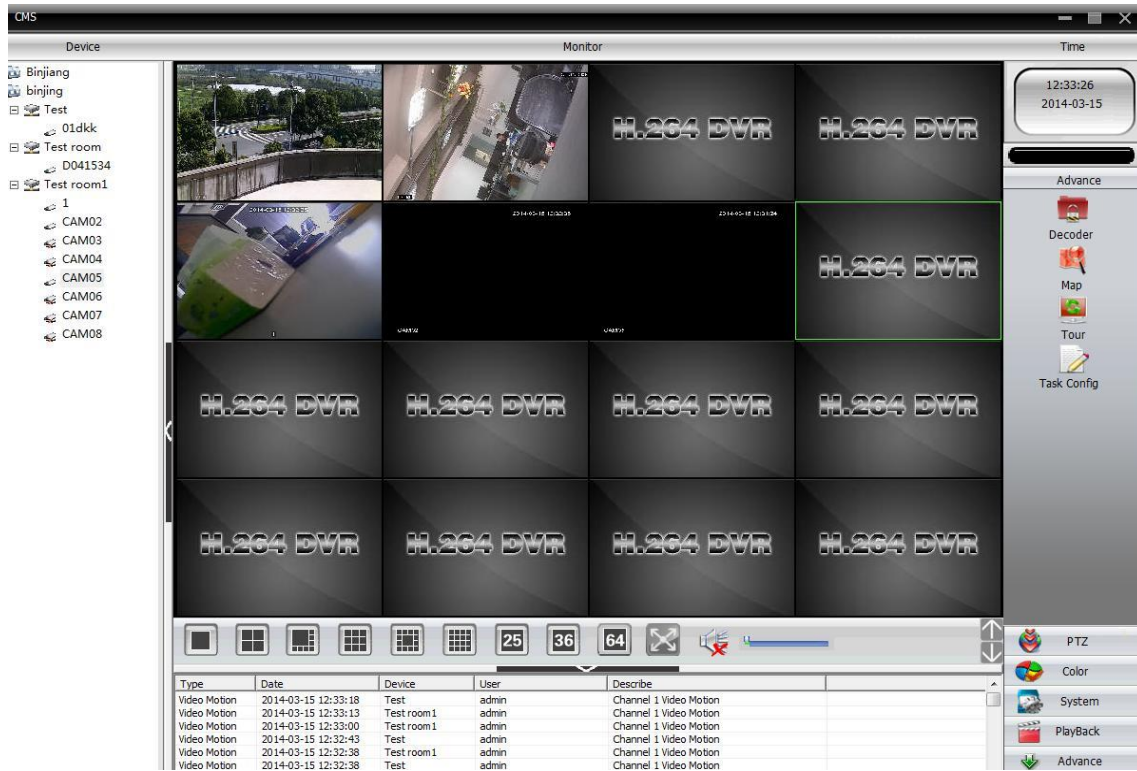 CMS
Device
Monitor
Time
Binjiang
binjing
Test
01dkk
Test room
D041534
Test room1
1
CAM02
CAM03
CAM04
CAM05
CAM06
CAM07
CAM08
H.264 DVR
H.264 DVR
2014-03-15 12:33:25
H.264 DVR
H.264 DVR
H.264 DVR
H.264 DVR
H.264 DVR
H.264 DVR
H.264 DVR
H.264 DVR
H.264 DVR
12:33:26
2014-03-15
Advance
Decoder
Map
Tour
Task Config
25
36
64
PTZ
Color
System
PlayBack
Advance
Type Date Device User Describe
Video Motion 2014-03-15 12:33:18 Test admin Channel 1 Video Motion
Video Motion 2014-03-15 12:33:13 Test room1 admin Channel 1 Video Motion
Video Motion 2014-03-15 12:33:00 Test admin Channel 1 Video Motion
Video Motion 2014-03-15 12:32:43 Test admin Channel 1 Video Motion
Video Motion 2014-03-15 12:32:38 Test room1 admin Channel 1 Video Motion
Video Motion 2014-03-15 12:32:38 Test admin Channel 1 Video Motion